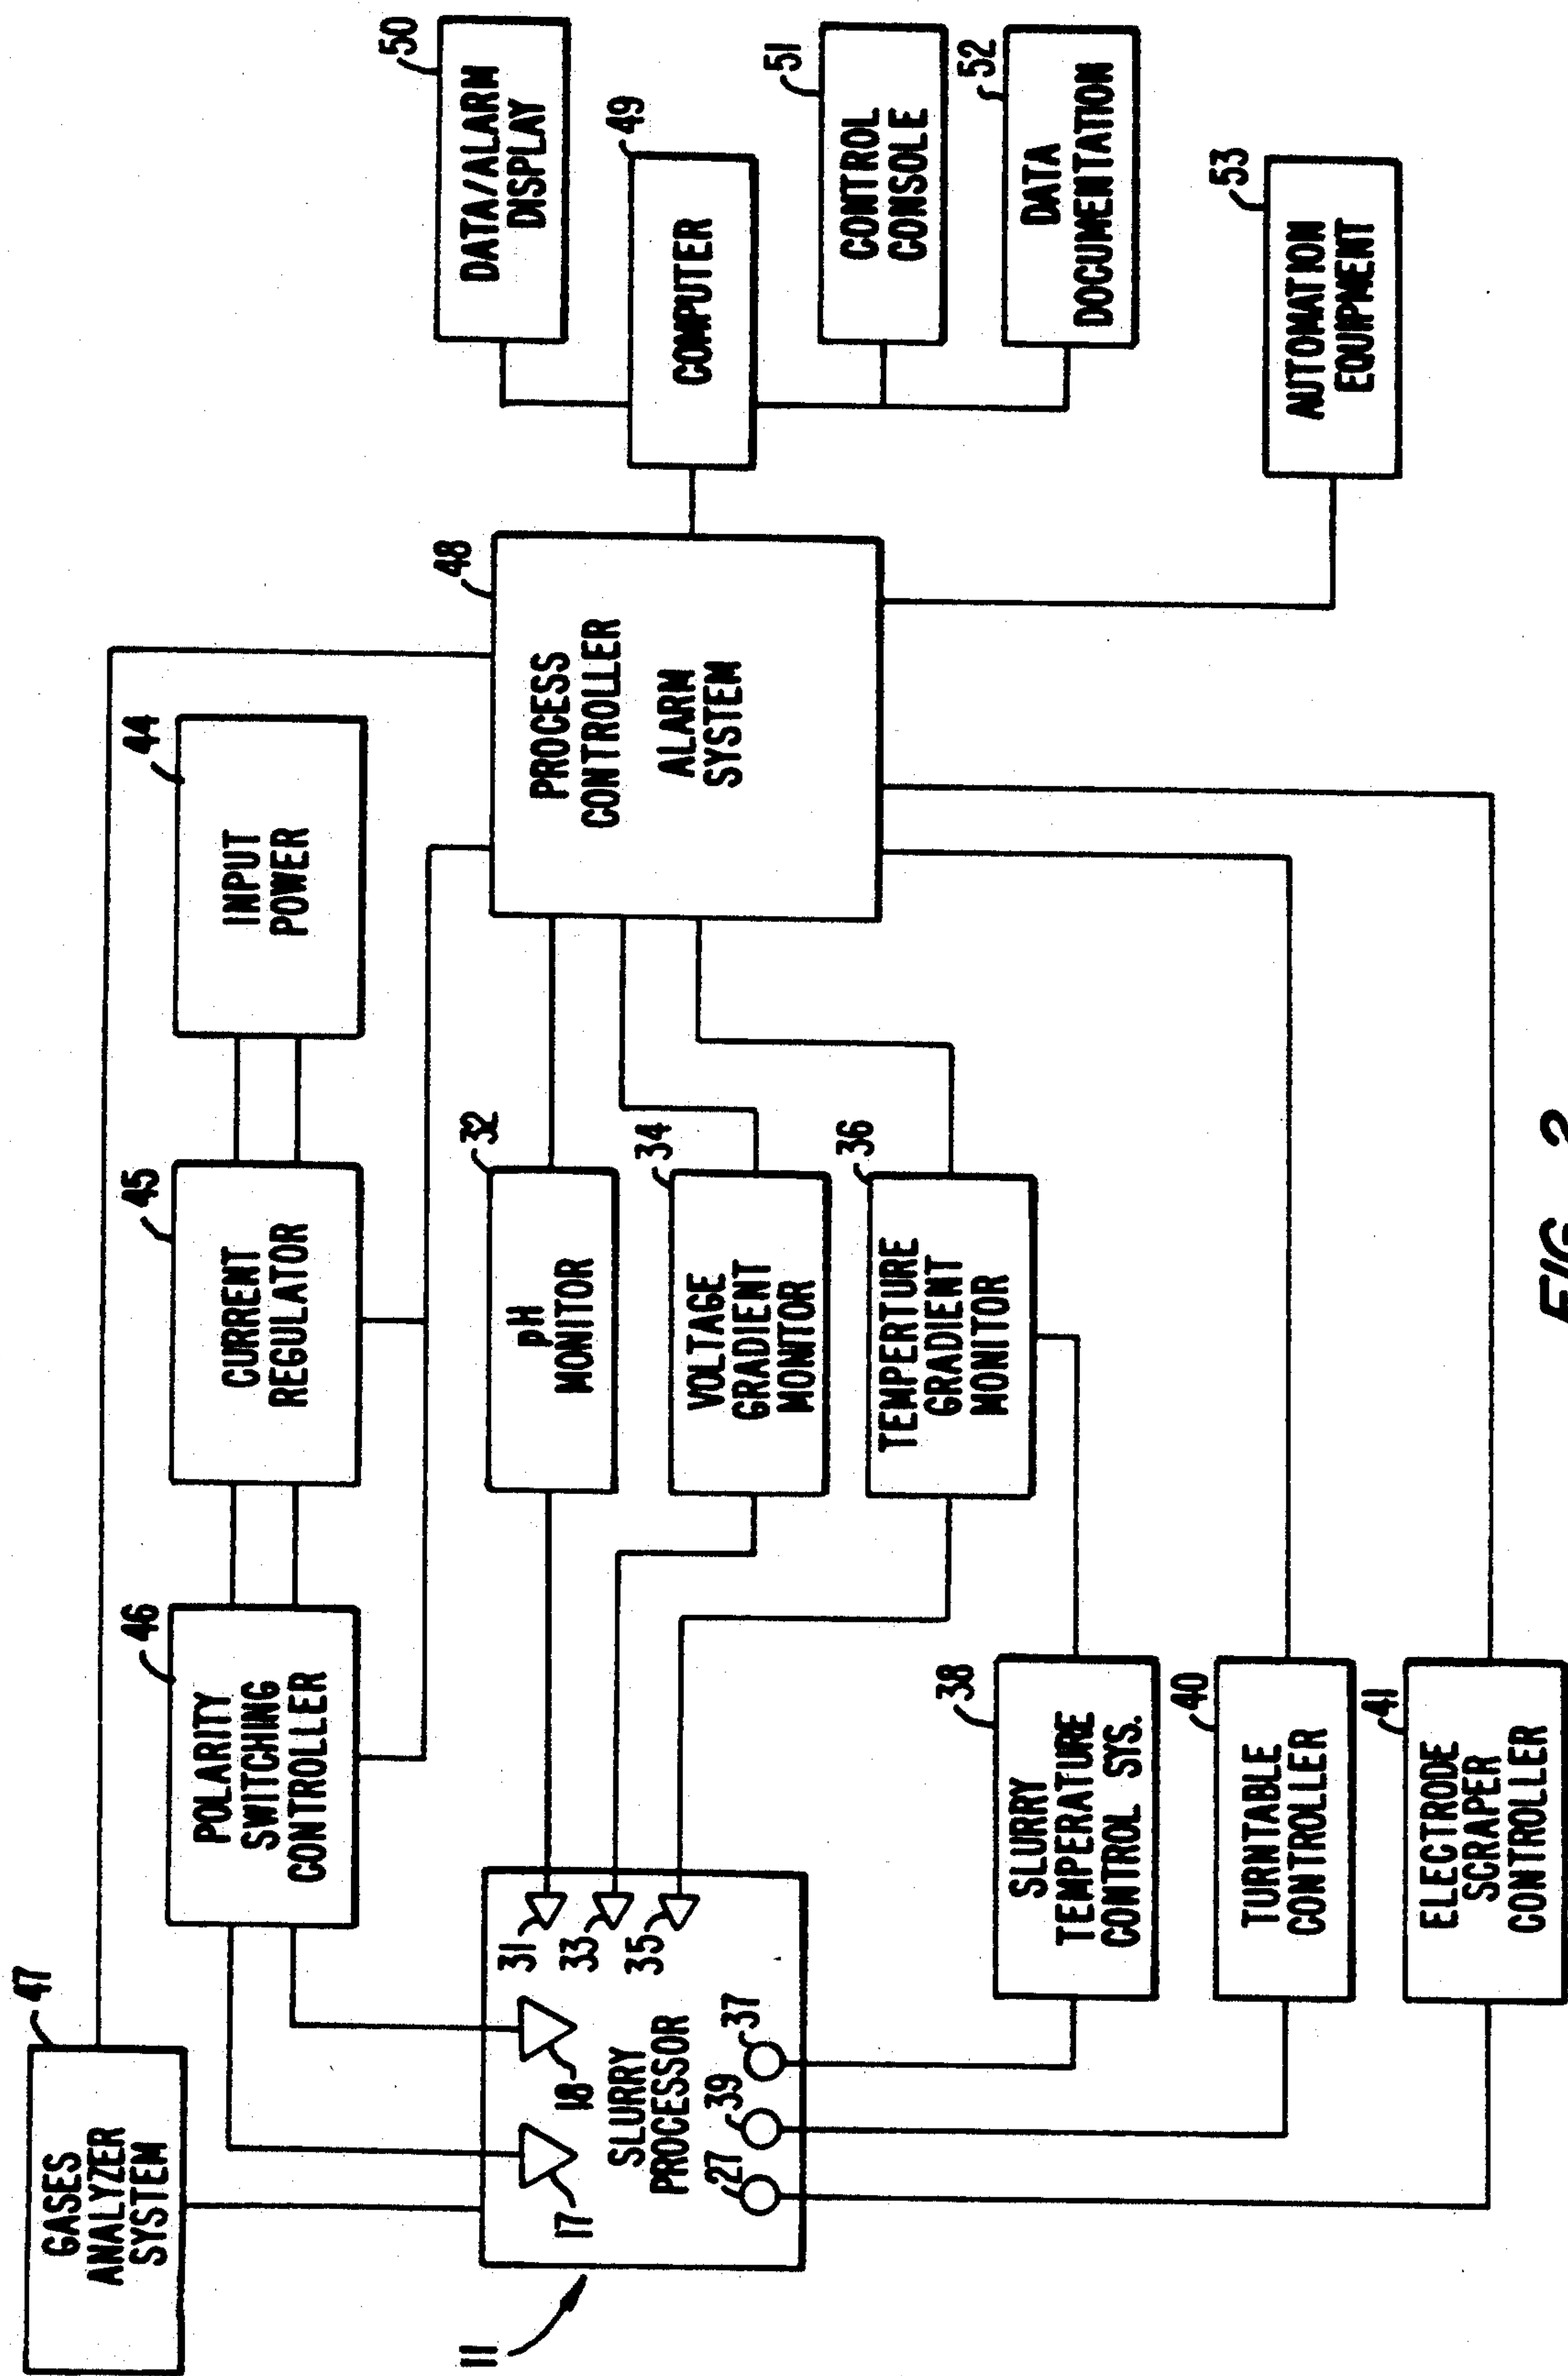 47
GASES
ANALYZER
SYSTEM
46
POLARITY
SWITCHING
CONTROLLER
45
CURRENT
REGULATOR
44
INPUT
POWER
11
17
18
SLURRY
PROCESSOR
31
33
35
27
39
37
32
pH
MONITOR
34
VOLTAGE
GRADIENT
MONITOR
36
TEMPERTURE
GRADIENT
MONITOR
38
SLURRY
TEMPERATURE
CONTROL SYS.
40
TURNTABLE
CONTROLLER
41
ELECTRODE
SCRAPER
CONTROLLER
48
PROCESS
CONTROLLER
ALARM
SYSTEM
49
COMPUTER
50
DATA/ALARM
DISPLAY
51
CONTROL
CONSOLE
52
DATA
DOCUMENTATION
53
AUTOMATION
EQUIPMENT
FIG. 2